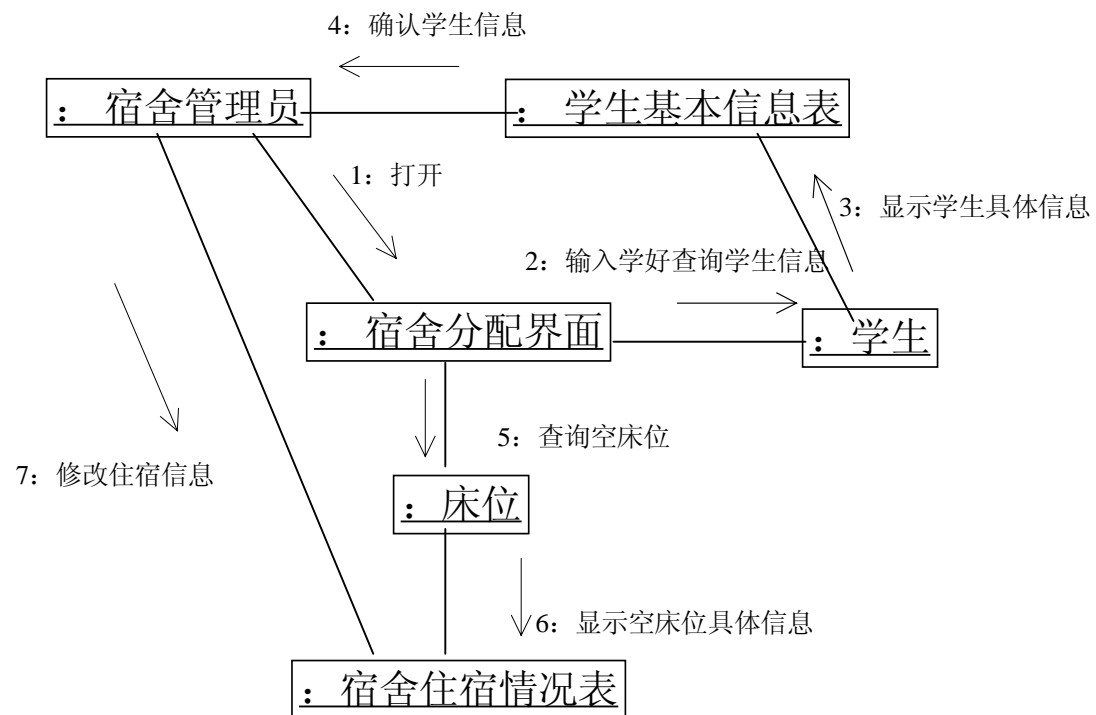 4：确认学生信息
： 宿舍管理员
： 学生基本信息表
1：打开
3：显示学生具体信息
2：输入学好查询学生信息
： 宿舍分配界面
：学生
5：查询空床位
7：修改住宿信息
：床位
6：显示空床位具体信息
：宿舍住宿情况表